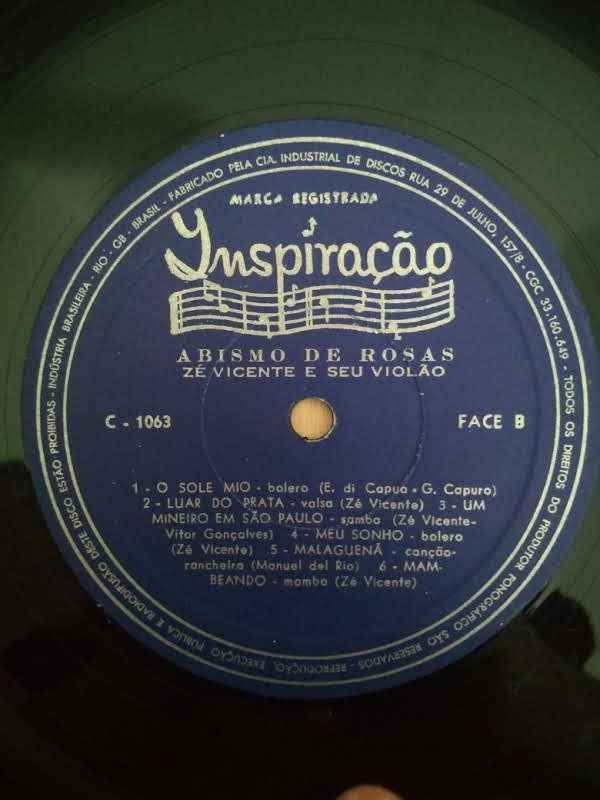 MARCA REGISTRADA
Ynspiração
ABISMO DE ROSAS
ZÉ VICENTE E SEU VIOLÃO
C - 1063
FACE B
1 - O SOLE MIO - bolero (E. di Capua - G. Capuro)
2 - LUAR DO PRATA - valsa (Zé Vicente) 3 - UM
MINEIRO EM SÃO PAULO - samba (Zé Vicente-
Vitor Gonçalves) 4 - MEU SONHO - bolero
(Zé Vicente) 5 - MALAGUENÃ - canção-
rancheira (Manuel del Rio) 6 - MAM-
BEANDO - mambo (Zé Vicente)
INDÚSTRIA BRASILEIRA - RIO - GB - BRASIL - FABRICADO PELA CIA. INDUSTRIAL DE DISCOS RUA 29 DE JULHO, 157/8 - CGC 33.160.649 - TODOS OS DIREITOS DO PRODUTOR FONOGRÁFICO SÃO RESERVADOS - REPRODUÇÃO, EXECUÇÃO PÚBLICA E RADIODIFUSÃO DESTE DISCO ESTÃO PROIBIDAS -